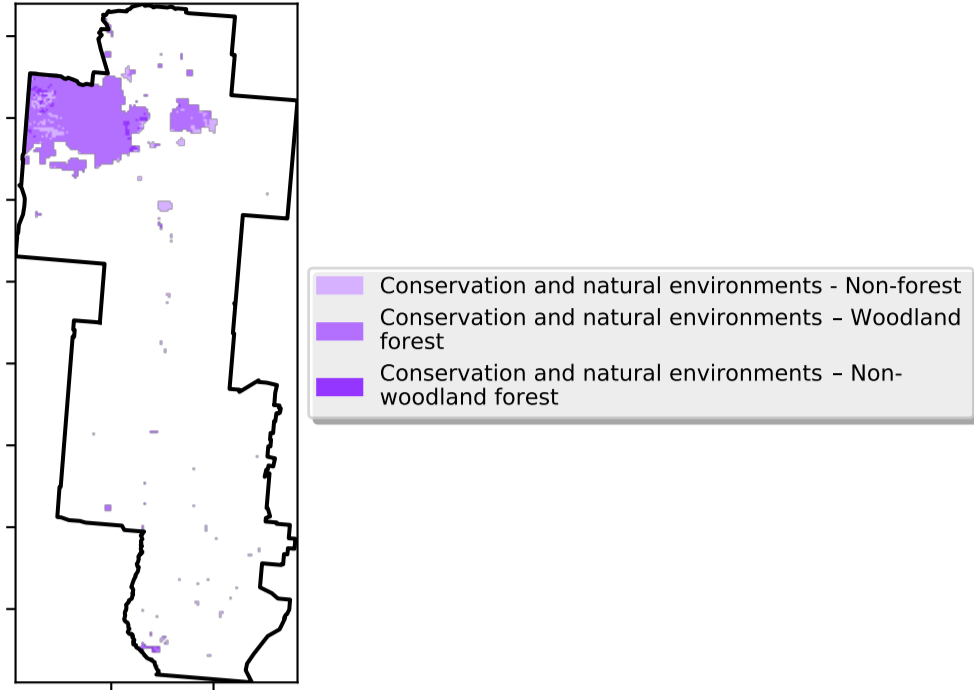 Conservation and natural environments - Non-forest
Conservation and natural environments – Woodland
forest
Conservation and natural environments – Non-
woodland forest